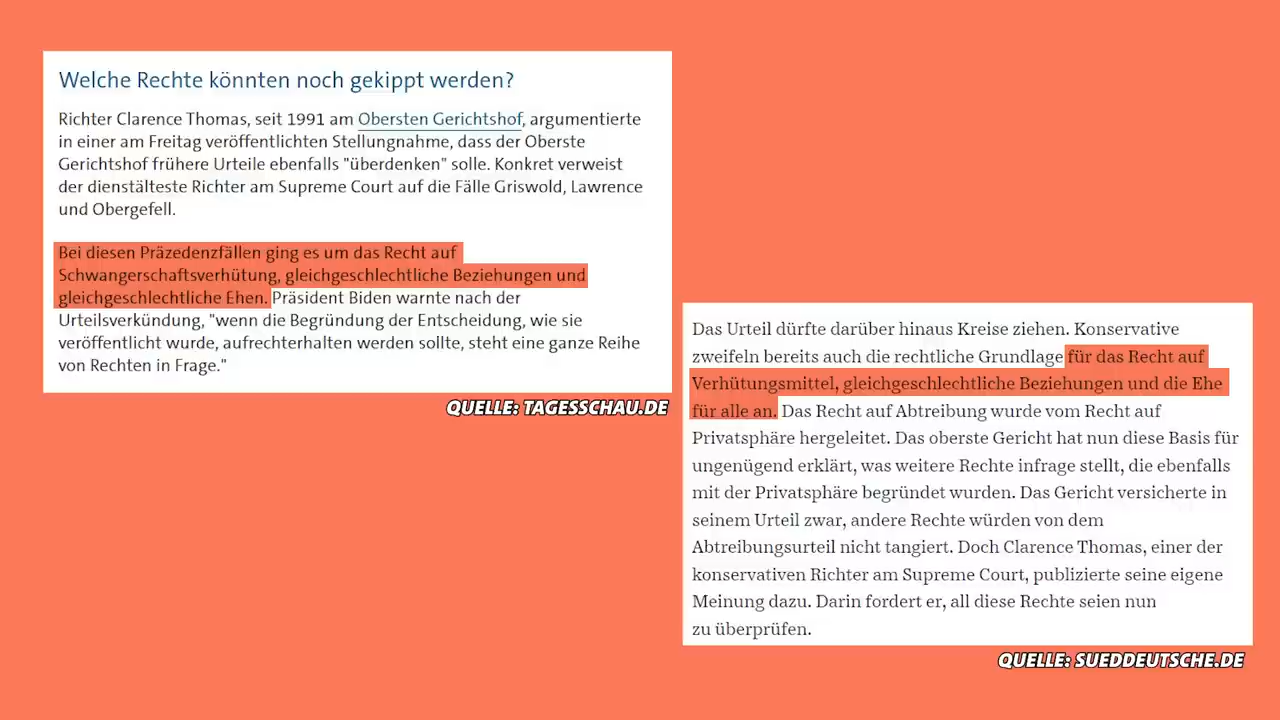 Welche Rechte könnten noch gekippt werden?
Richter Clarence Thomas, seit 1991 am Obersten Gerichtshof, argumentierte
in einer am Freitag veröffentlichten Stellungnahme, dass der Oberste
Gerichtshof frühere Urteile ebenfalls "überdenken" solle. Konkret verweist
der dienstälteste Richter am Supreme Court auf die Fälle Griswold, Lawrence
und Obergefell.
Bei diesen Präzedenzfällen ging es um das Recht auf
Schwangerschaftsverhütung, gleichgeschlechtliche Beziehungen und
gleichgeschlechtliche Ehen. Präsident Biden warnte nach der
Urteilsverkündung, "wenn die Begründung der Entscheidung, wie sie
veröffentlicht wurde, aufrechterhalten werden sollte, steht eine ganze Reihe
von Rechten in Frage."
QUELLE: TAGESSCHAU.DE
Das Urteil dürfte darüber hinaus Kreise ziehen. Konservative
zweifeln bereits auch die rechtliche Grundlage für das Recht auf
Verhütungsmittel, gleichgeschlechtliche Beziehungen und die Ehe
für alle an. Das Recht auf Abtreibung wurde vom Recht auf
Privatsphäre hergeleitet. Das oberste Gericht hat nun diese Basis für
ungenügend erklärt, was weitere Rechte infrage stellt, die ebenfalls
mit der Privatsphäre begründet wurden. Das Gericht versicherte in
seinem Urteil zwar, andere Rechte würden von dem
Abtreibungsurteil nicht tangiert. Doch Clarence Thomas, einer der
konservativen Richter am Supreme Court, publizierte seine eigene
Meinung dazu. Darin fordert er, all diese Rechte seien nun
zu überprüfen.
QUELLE: SUEDDEUTSCHE.DE